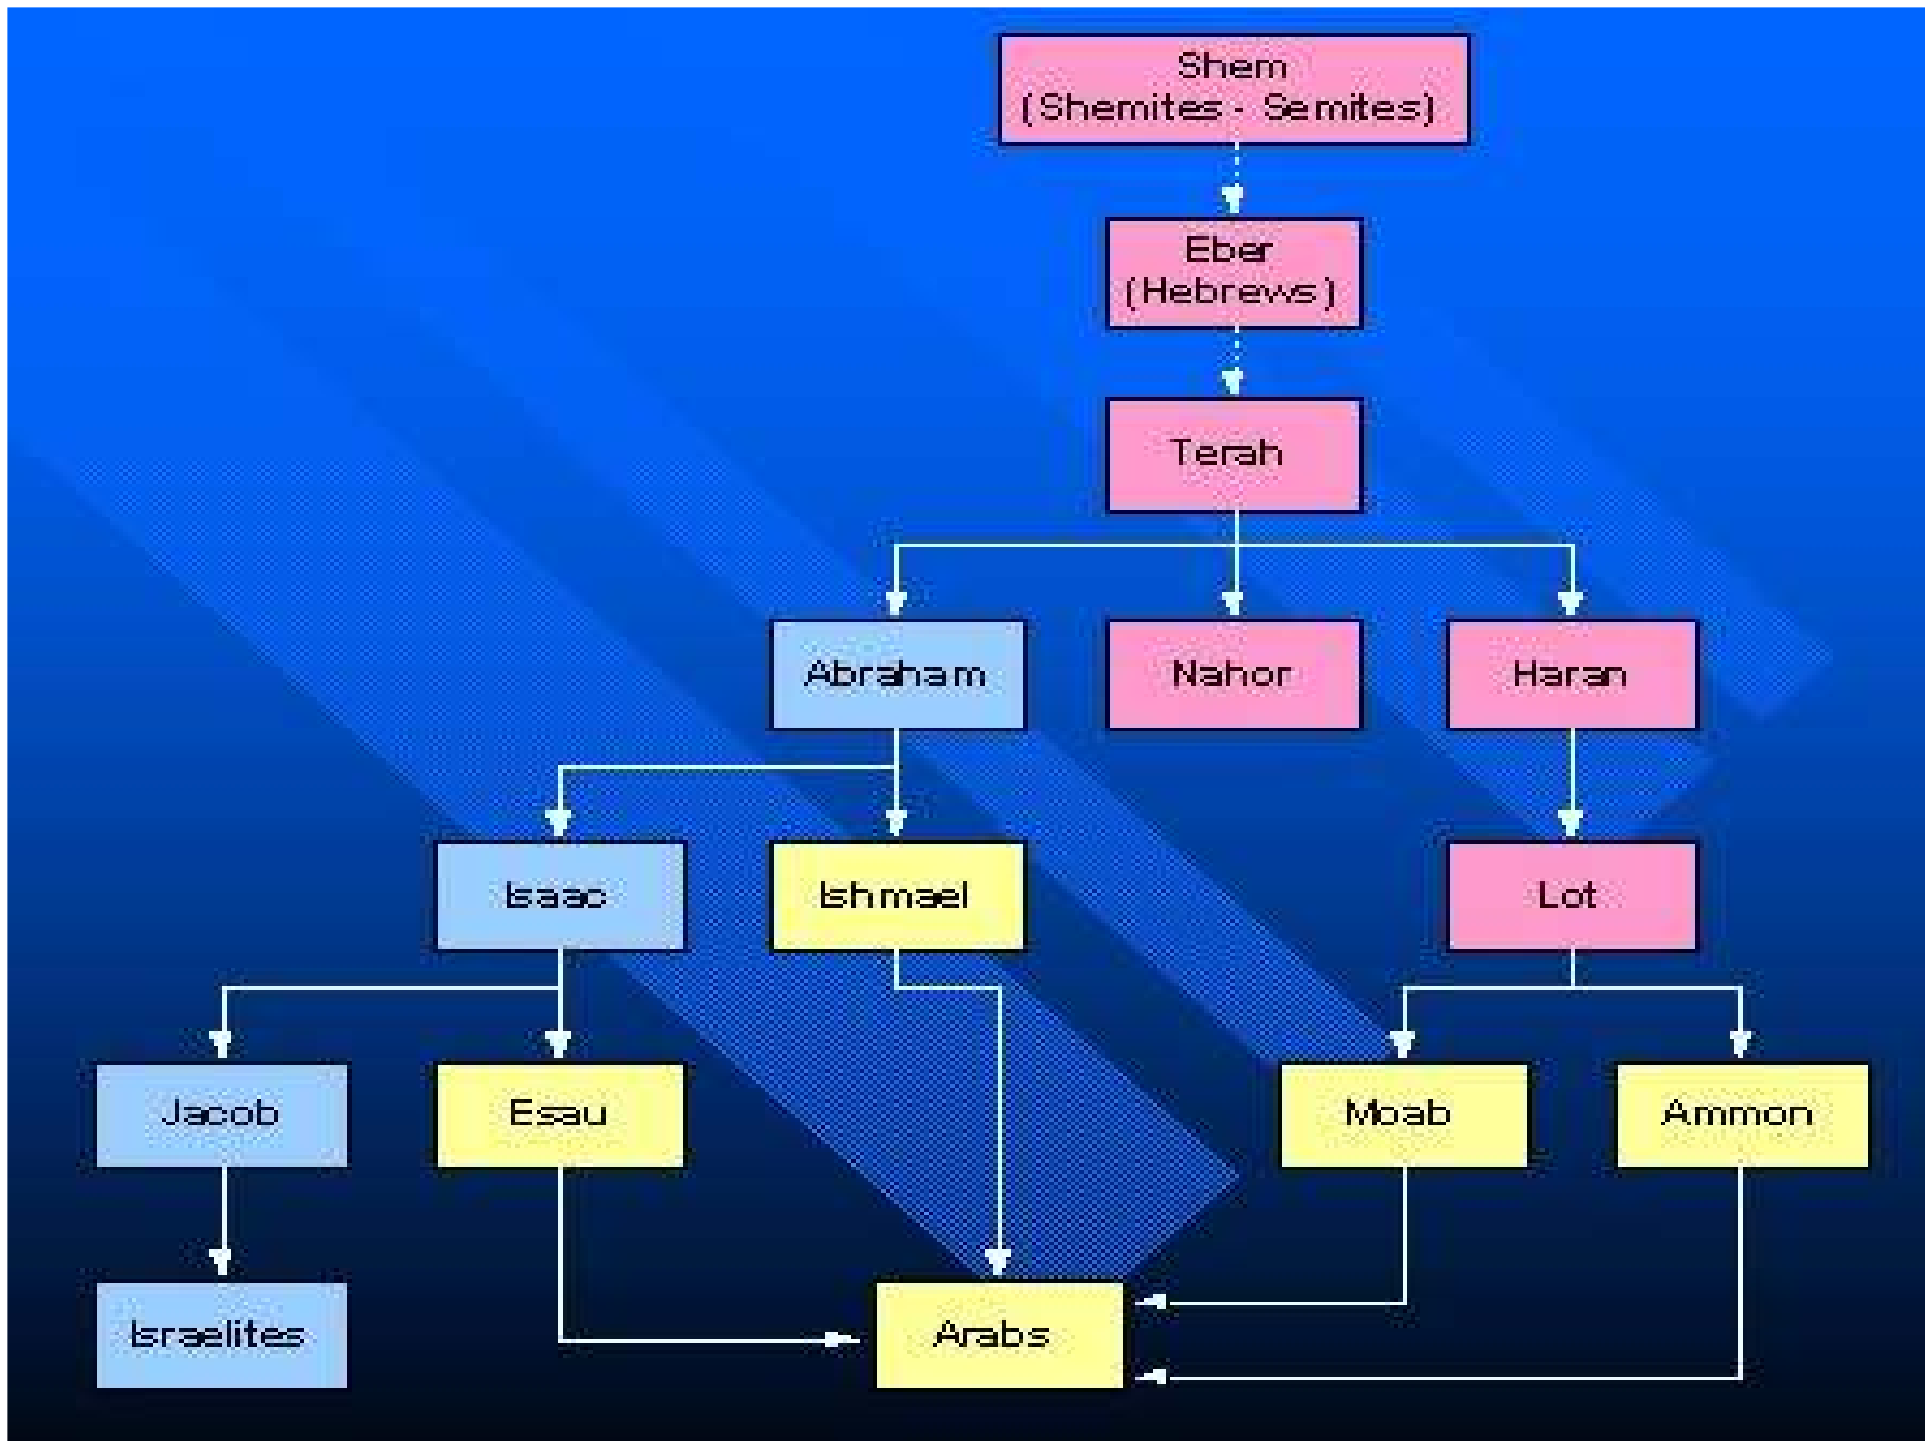 Shem
(Shemites - Semites)
Eber
(Hebrews)
Terah
Abraham
Nahor
Haran
Isaac
Ishmael
Lot
Jacob
Esau
Moab
Ammon
Israelites
Arabs